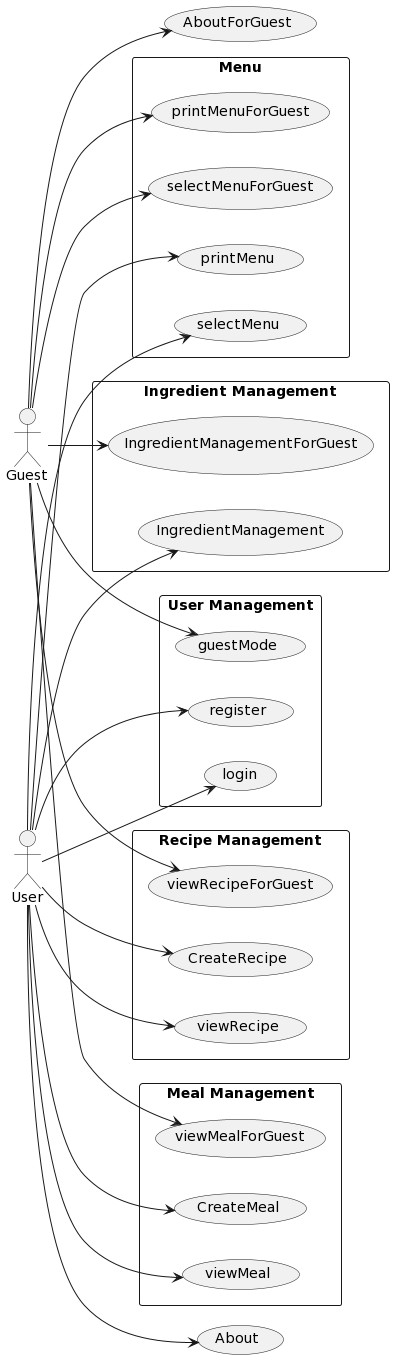 AboutForGuest
Menu
printMenuForGuest
selectMenuForGuest
printMenu
selectMenu
Ingredient Management
IngredientManagementForGuest
Guest
IngredientManagement
User Management
guestMode
register
login
Recipe Management
viewRecipeForGuest
User
CreateRecipe
viewRecipe
Meal Management
viewMealForGuest
CreateMeal
viewMeal
About